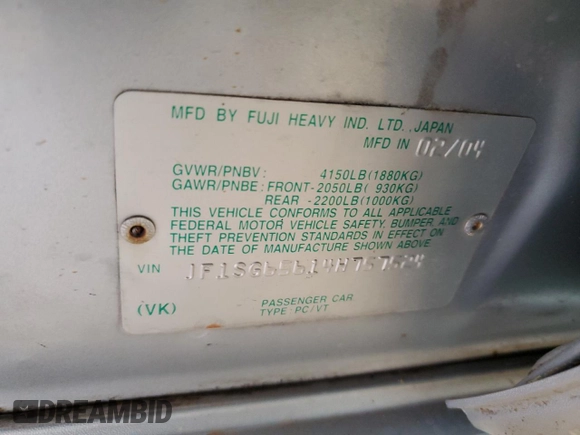 MFD BY FUJI HEAVY IND. LTD. JAPAN
MFD IN 02/04
GVWR/PNBV: 4150LB(1880KG)
GAWR/PNBE: FRONT-2050LB( 930KG)
REAR -2200LB(1000KG)
THIS VEHICLE CONFORMS TO ALL APPLICABLE
FEDERAL MOTOR VEHICLE SAFETY, BUMPER, AND
THEFT PREVENTION STANDARDS IN EFFECT ON
THE DATE OF MANUFACTURE SHOWN ABOVE.
VIN
(VK)
PASSENGER CAR
TYPE: PC/VT
DREAMBID